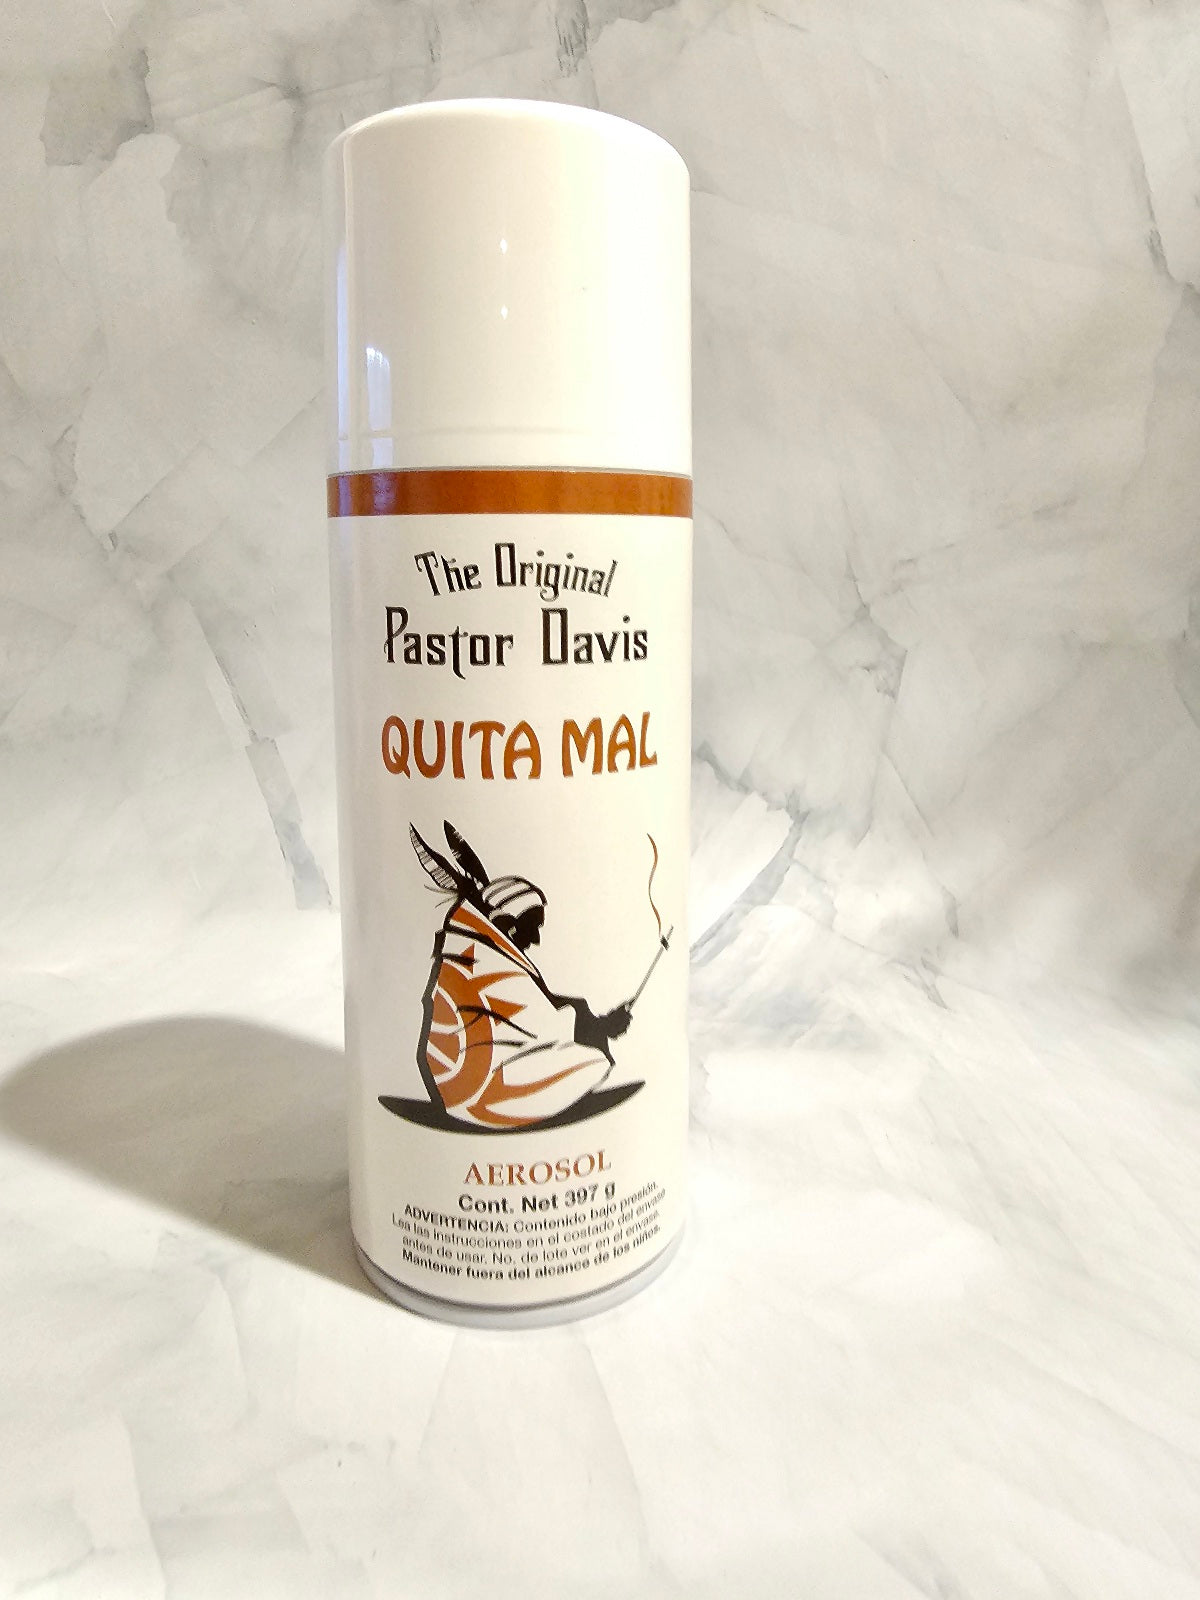 The Original
Pastor Davis
QUITA MAL
AEROSOL
Cont. Net 397 g
ADVERTENCIA: Contenido bajo presión.
Lea las instrucciones en el costado del envase
antes de usar. No. de lote ver en el envase.
Mantener fuera del alcance de los niños.